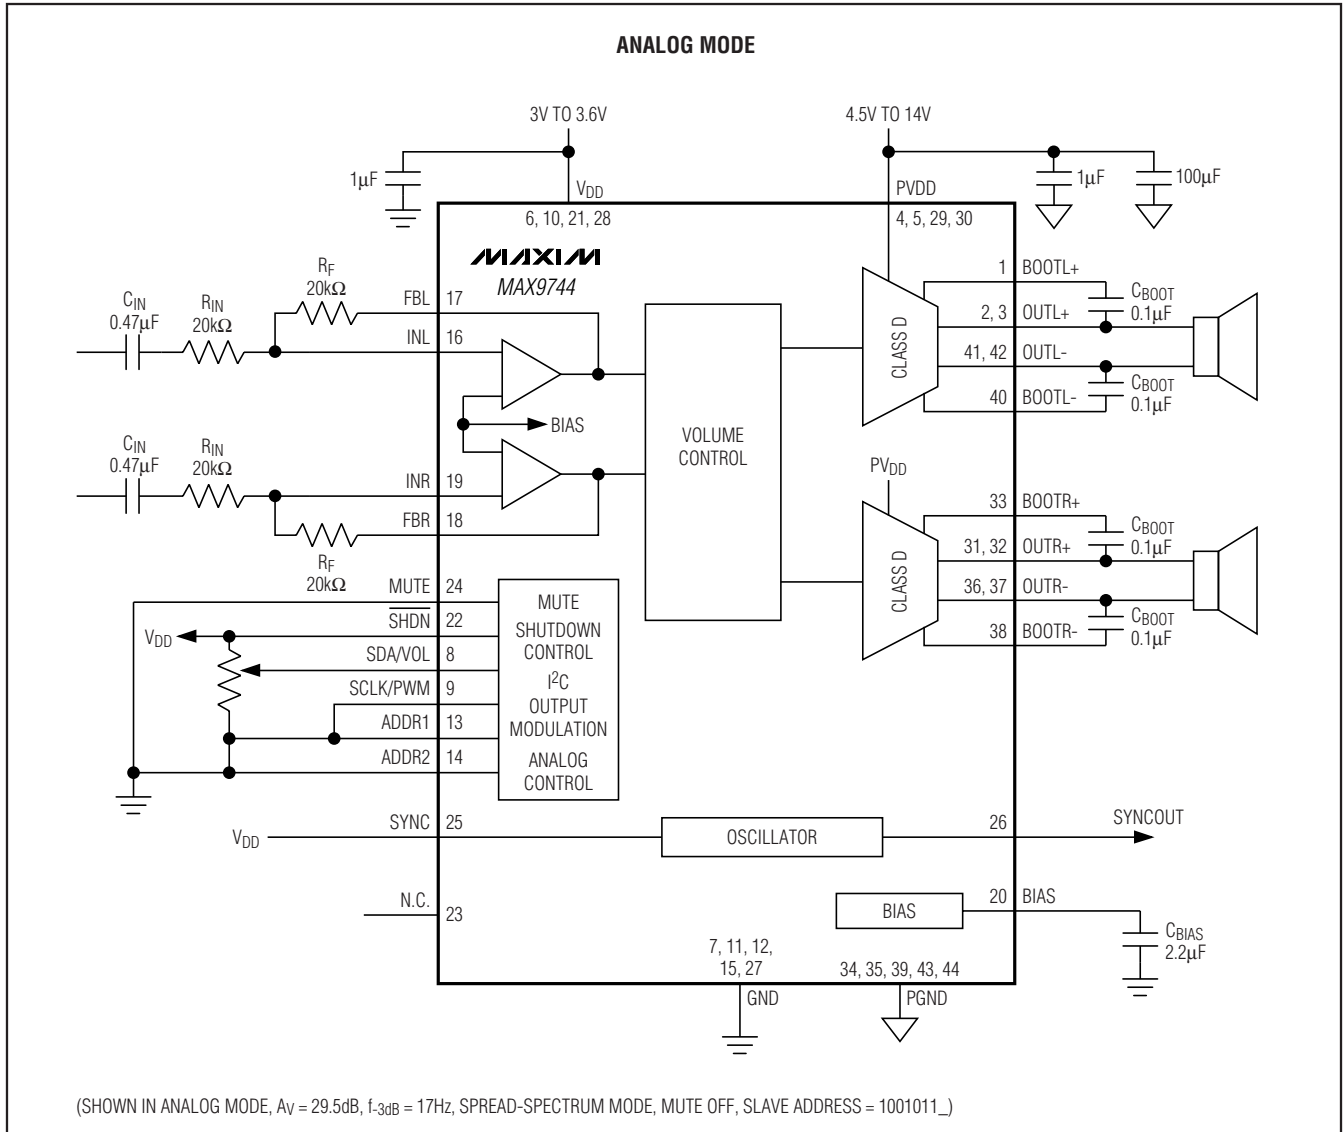 ANALOG MODE
3V TO 3.6V
4.5V TO 14V
1µF
VDD
PVDD
1µF
100µF
6, 10, 21, 28
4, 5, 29, 30
MAXIM
MAX9744
RF
20kΩ
CIN
0.47µF
RIN
20kΩ
FBL
17
INL
16
1
BOOTL+
CBOOT
0.1µF
2, 3
OUTL+
41, 42
OUTL-
CBOOT
0.1µF
40
BOOTL-
CLASS D
BIAS
VOLUME
CONTROL
CIN
0.47µF
RIN
20kΩ
INR
19
FBR
18
RF
20kΩ
PVDD
33
BOOTR+
CBOOT
0.1µF
31, 32
OUTR+
36, 37
OUTR-
CBOOT
0.1µF
38
BOOTR-
CLASS D
MUTE
24
SHDN
22
VDD
SDA/VOL
8
SCLK/PWM
9
ADDR1
13
ADDR2
14
MUTE
SHUTDOWN
CONTROL
I2C
OUTPUT
MODULATION
ANALOG
CONTROL
VDD
SYNC
25
OSCILLATOR
26
SYNCOUT
N.C.
23
BIAS
20
BIAS
CBIAS
2.2µF
7, 11, 12,
15, 27
34, 35, 39, 43, 44
GND
PGND
(SHOWN IN ANALOG MODE, AV = 29.5dB, f-3dB = 17Hz, SPREAD-SPECTRUM MODE, MUTE OFF, SLAVE ADDRESS = 1001011_)